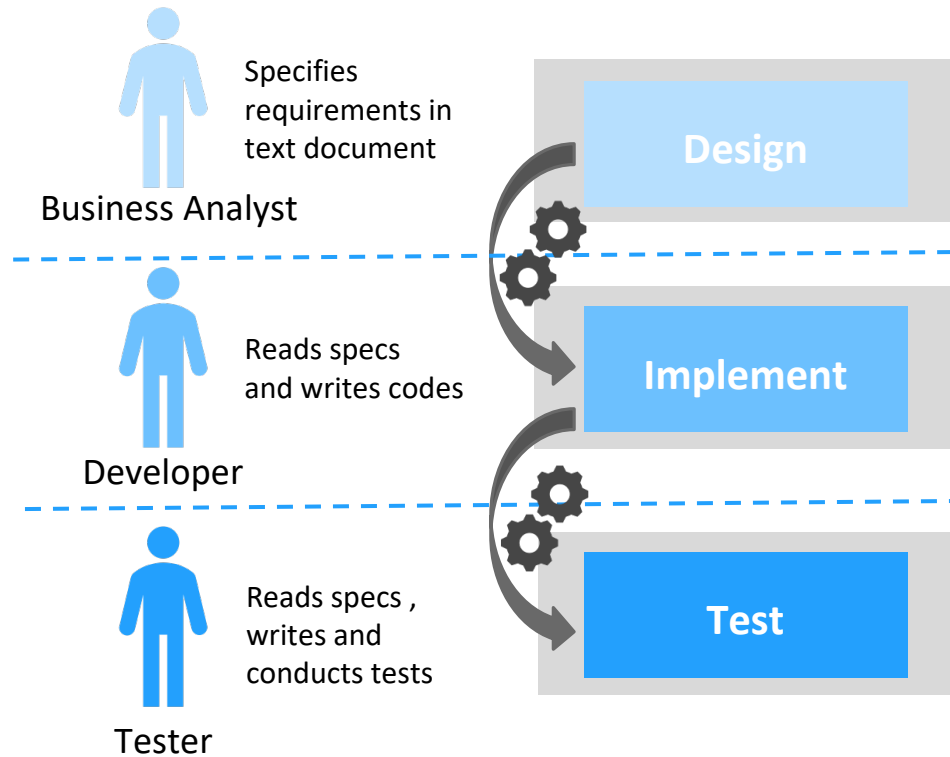 Specifies
requirements in
text document
Design
Business Analyst
Reads specs
and writes codes
Implement
Developer
Reads specs ,
writes and
conducts tests
Test
Tester